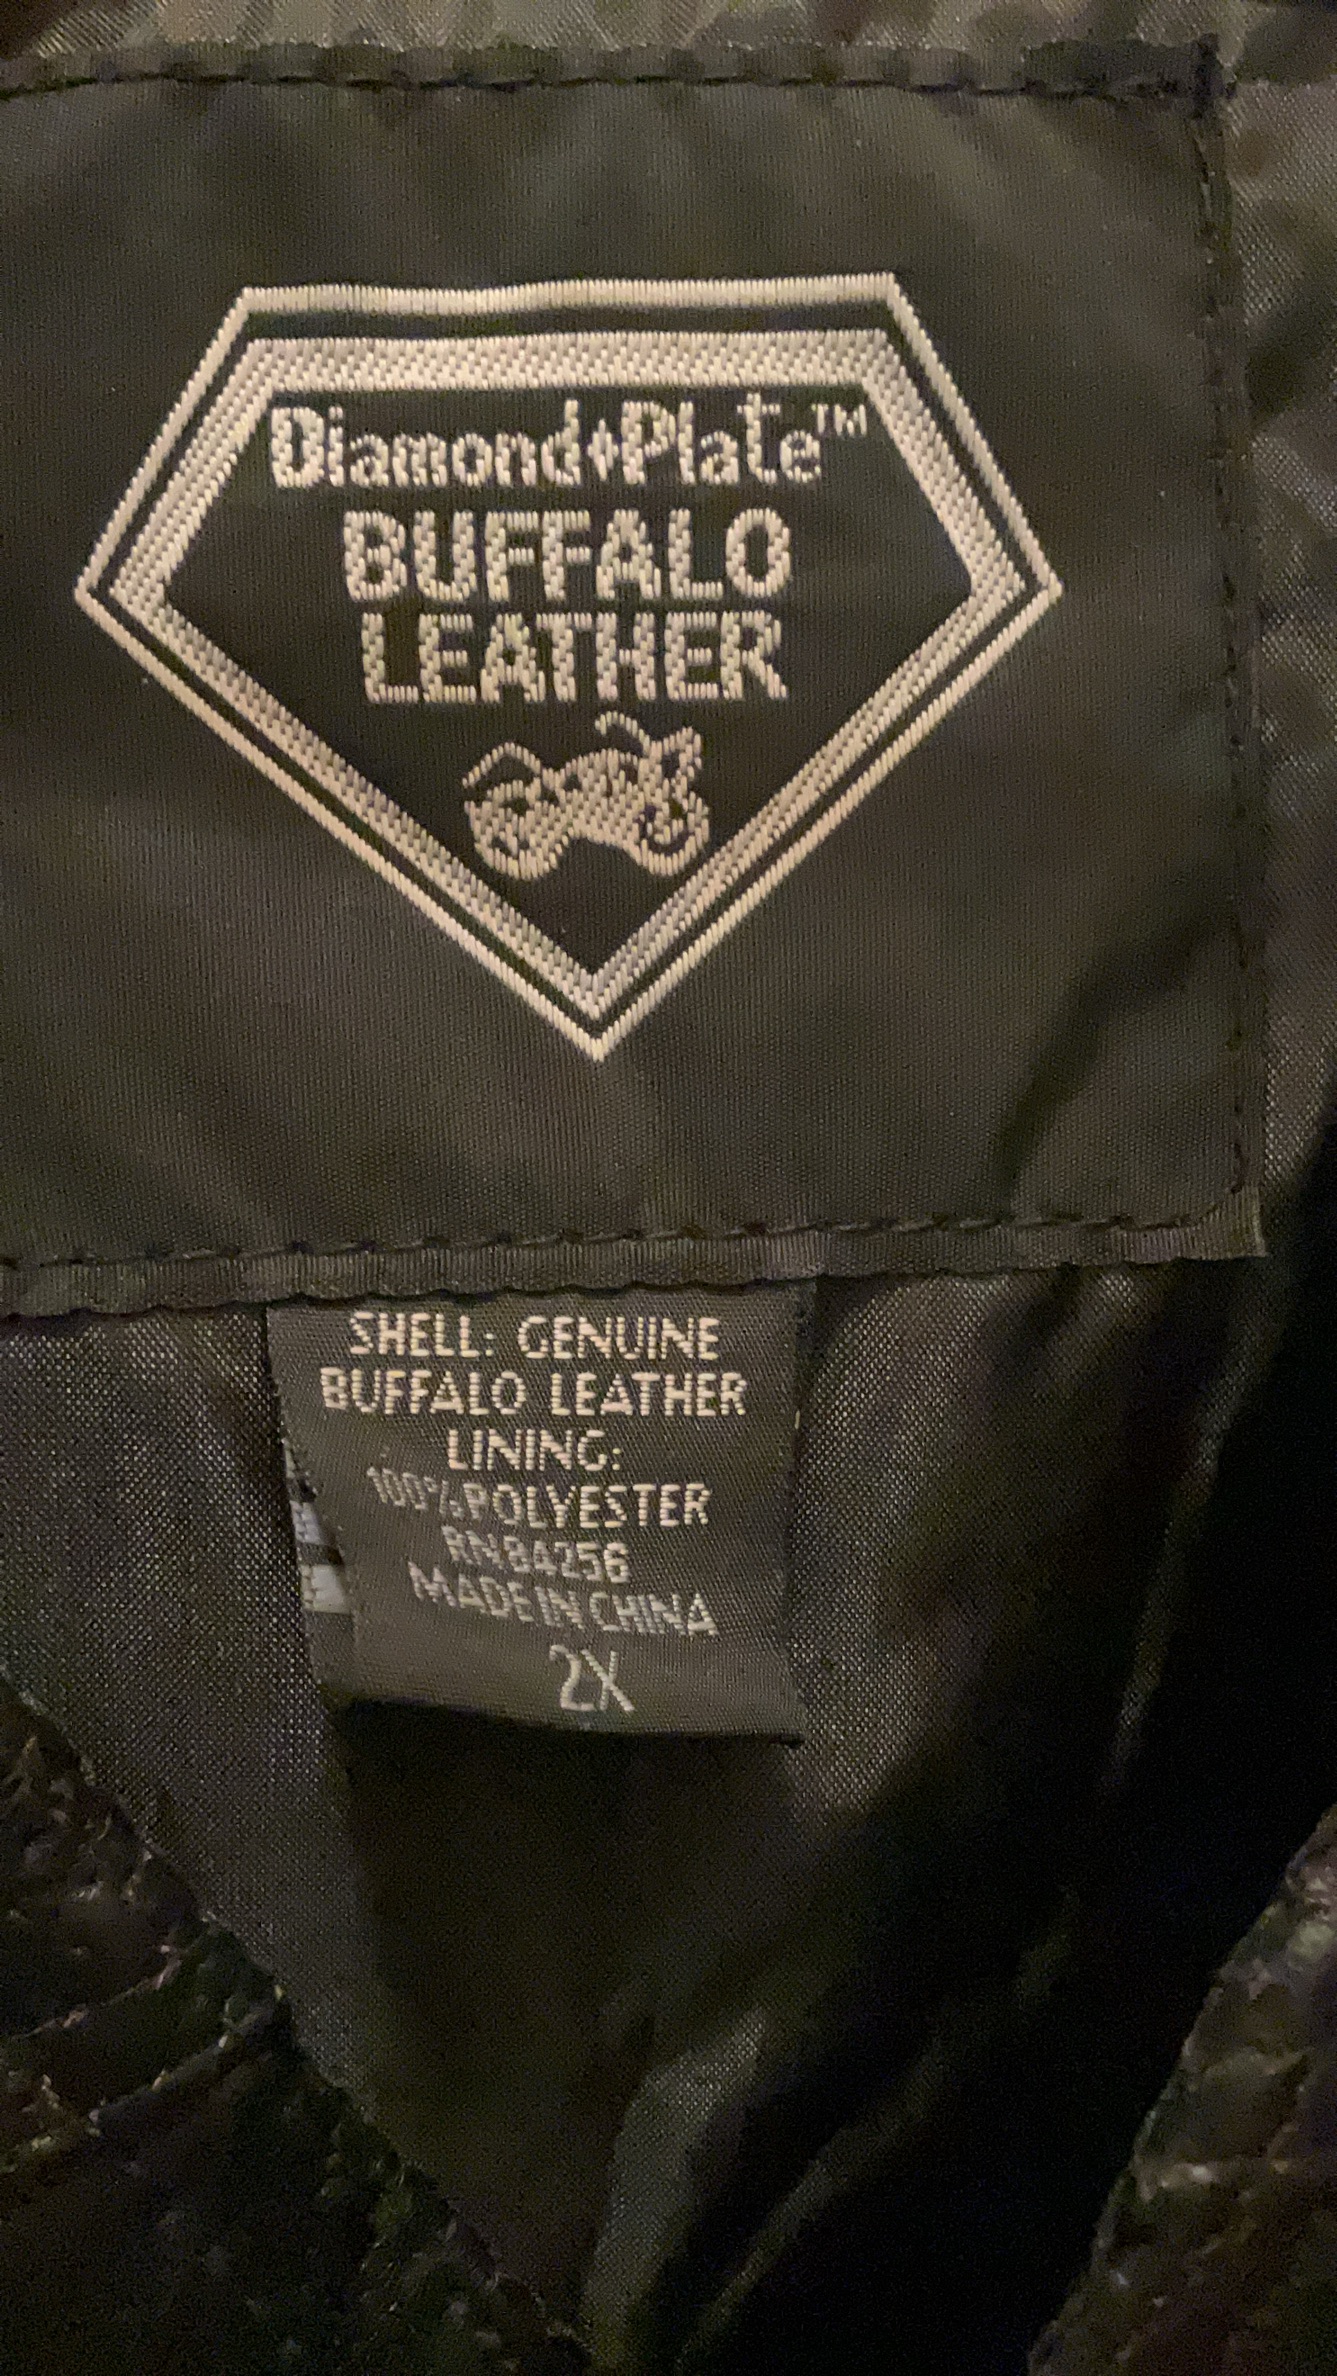 Diamond♦Plate™
BUFFALO
LEATHER
SHELL: GENUINE
BUFFALO LEATHER
LINING:
100% POLYESTER
RN84256
MADE IN CHINA
2X